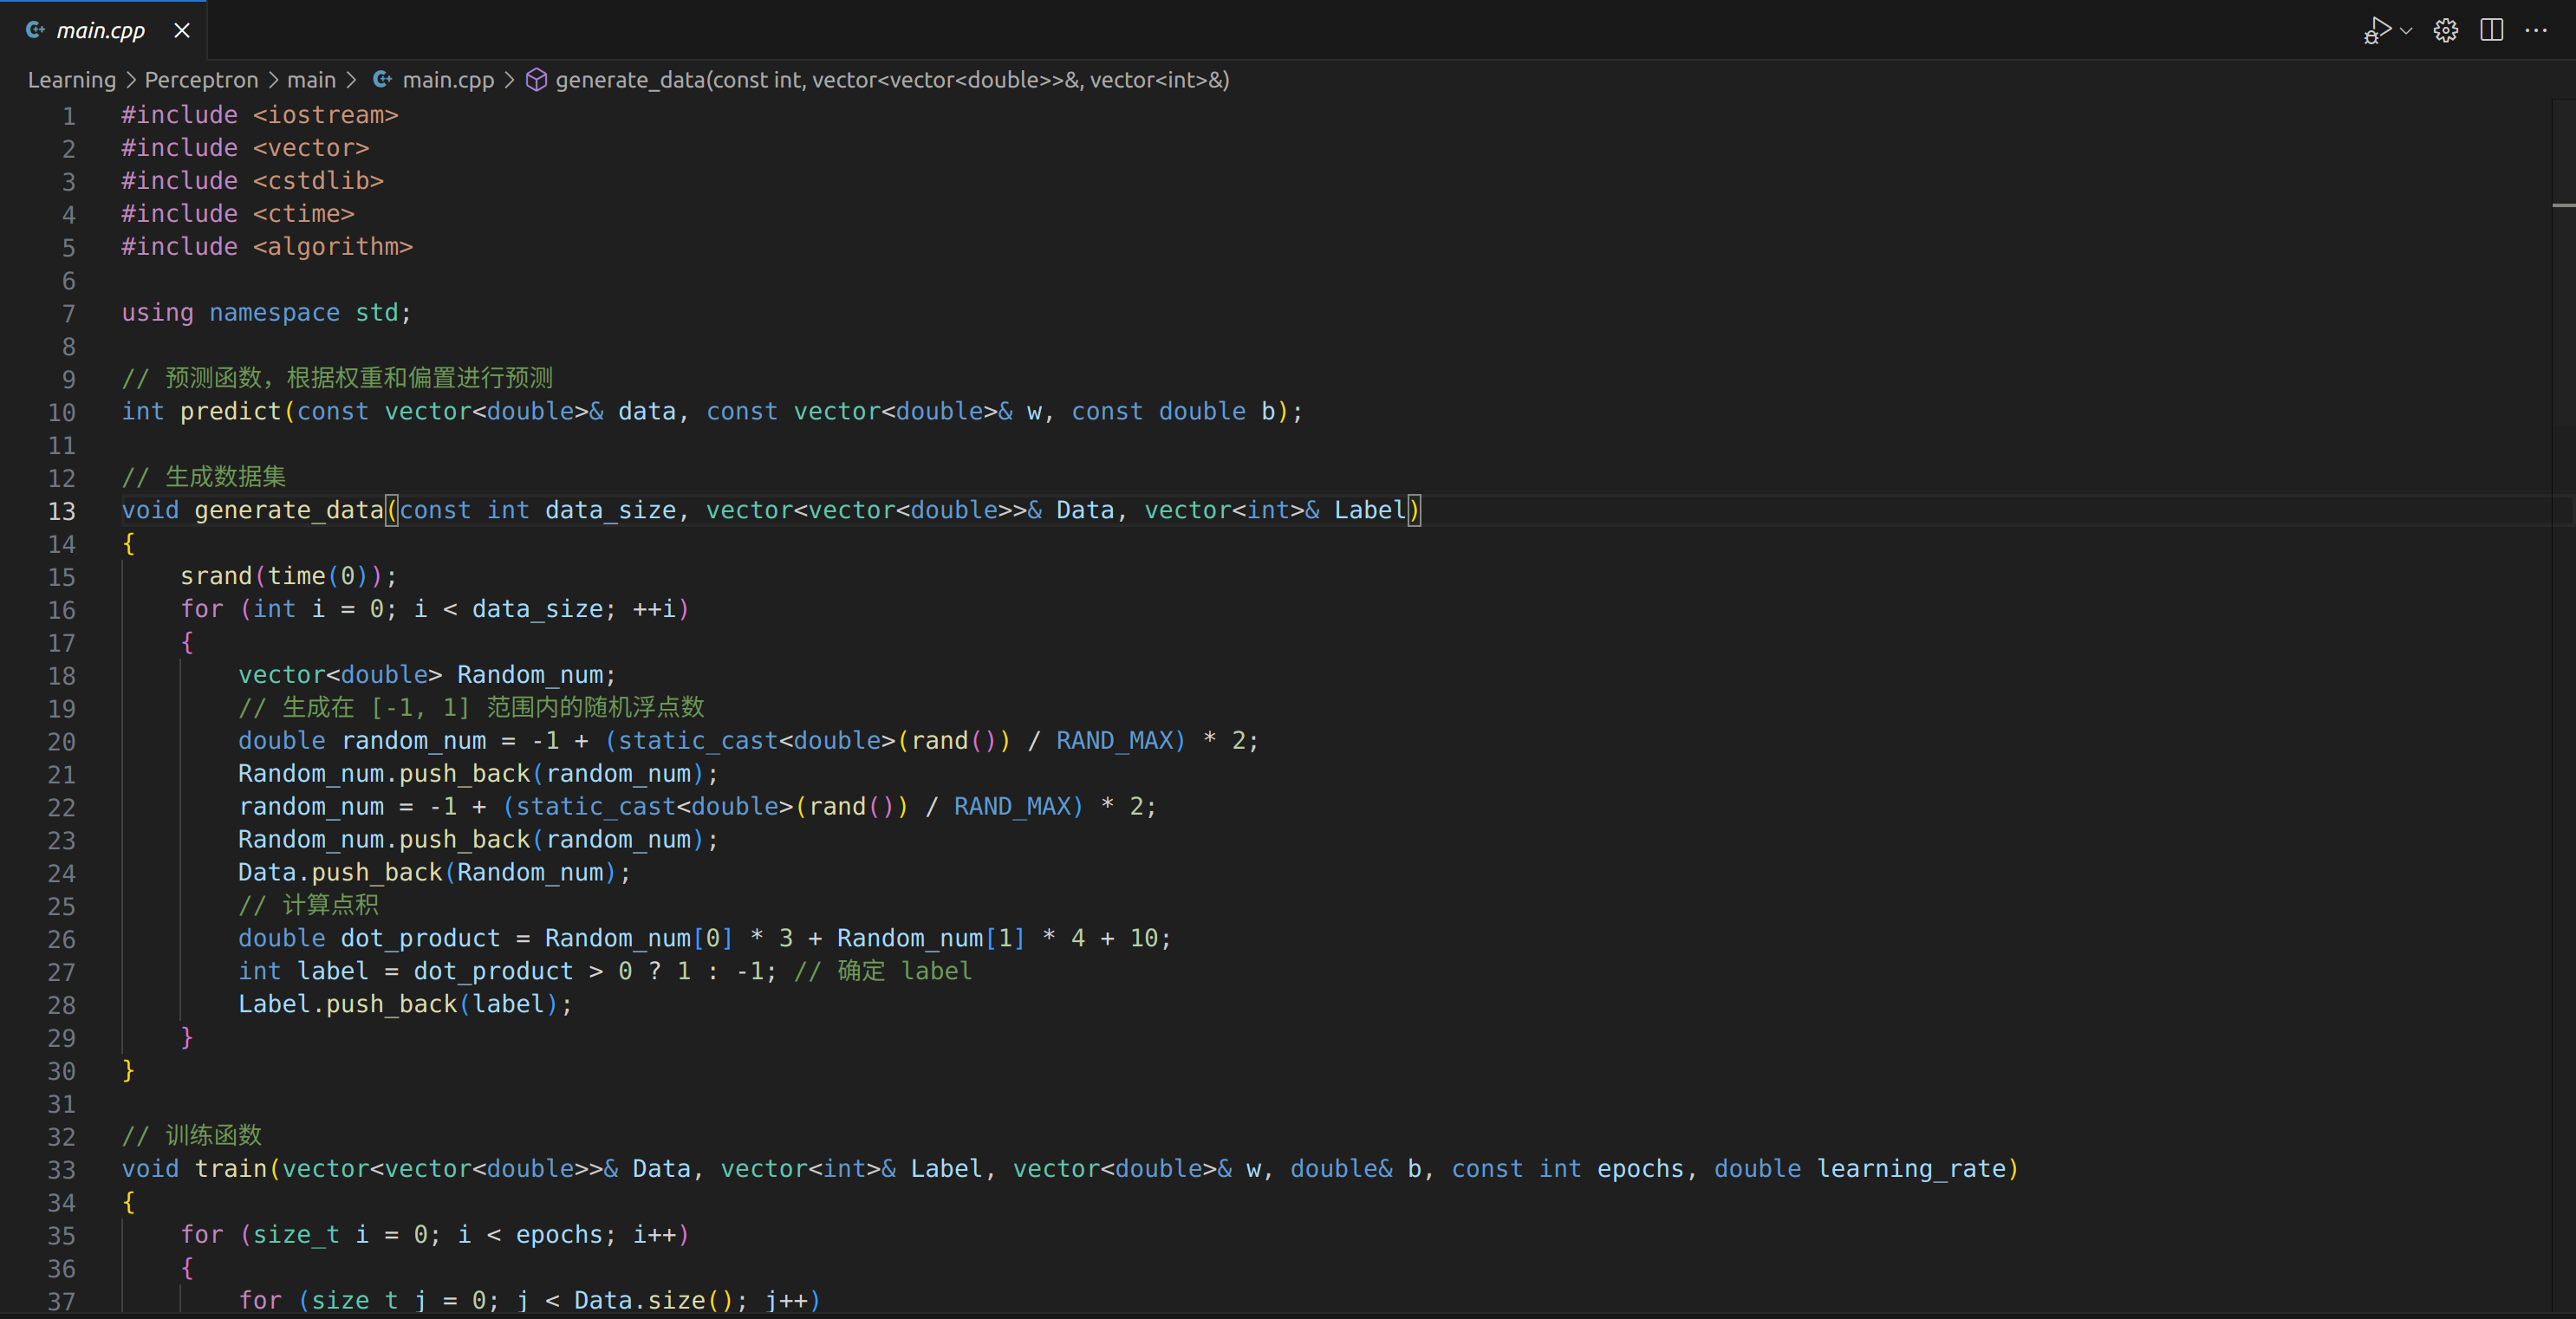 main.cpp
Learning > Perceptron > main > main.cpp > generate_data(const int, vector<vector<double>>&, vector<int>&)
1 #include <iostream>
2 #include <vector>
3 #include <cstdlib>
4 #include <ctime>
5 #include <algorithm>
6
7 using namespace std;
8
9 // 预测函数，根据权重和偏置进行预测
10 int predict(const vector<double>& data, const vector<double>& w, const double b);
11
12 // 生成数据集
13 void generate_data(const int data_size, vector<vector<double>>& Data, vector<int>& Label)
14 {
15     srand(time(0));
16     for (int i = 0; i < data_size; ++i)
17     {
18         vector<double> Random_num;
19         // 生成在 [-1, 1] 范围内的随机浮点数
20         double random_num = -1 + (static_cast<double>(rand()) / RAND_MAX) * 2;
21         Random_num.push_back(random_num);
22         random_num = -1 + (static_cast<double>(rand()) / RAND_MAX) * 2;
23         Random_num.push_back(random_num);
24         Data.push_back(Random_num);
25         // 计算点积
26         double dot_product = Random_num[0] * 3 + Random_num[1] * 4 + 10;
27         int label = dot_product > 0 ? 1 : -1; // 确定 label
28         Label.push_back(label);
29     }
30 }
31
32 // 训练函数
33 void train(vector<vector<double>>& Data, vector<int>& Label, vector<double>& w, double& b, const int epochs, double learning_rate)
34 {
35     for (size_t i = 0; i < epochs; i++)
36     {
37         for (size_t j = 0; j < Data.size(); j++)